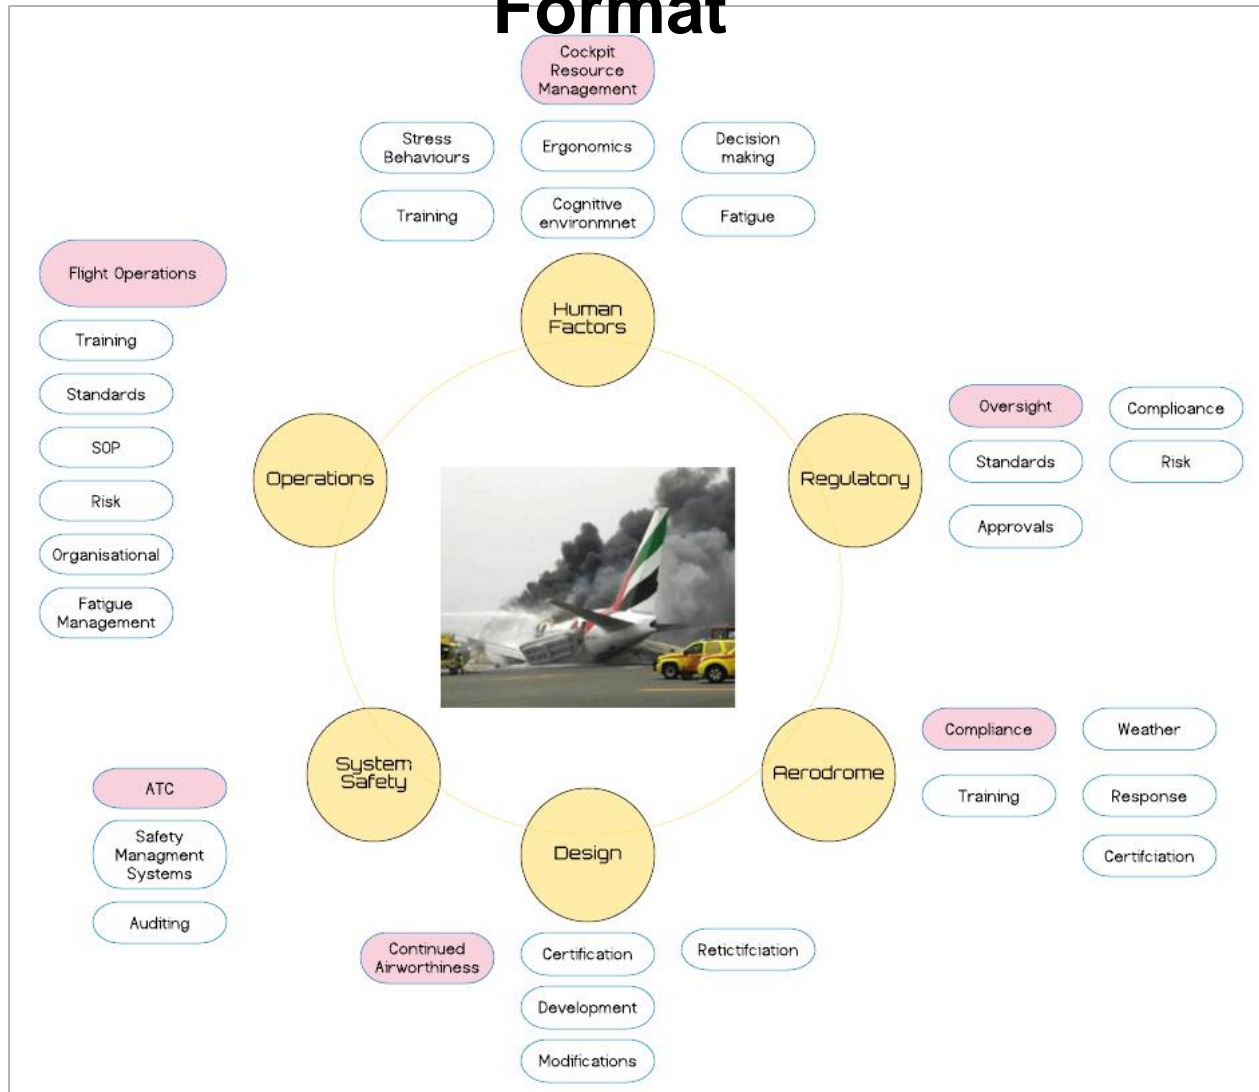 Format
Cockpit
Resource
Management
Stress
Behaviours
Ergonomics
Decision
making
Training
Cognitive
environmnet
Fatigue
Human
Factors
Flight Operations
Training
Standards
SOP
Risk
Organisational
Fatigue
Management
Operations
Regulatory
Oversight
Complioance
Standards
Risk
Approvals
System
Safety
ATC
Safety
Managment
Systems
Auditing
Aerodrome
Compliance
Weather
Training
Response
Certifciation
Design
Continued
Airworthiness
Certification
Retictifciation
Development
Modifications